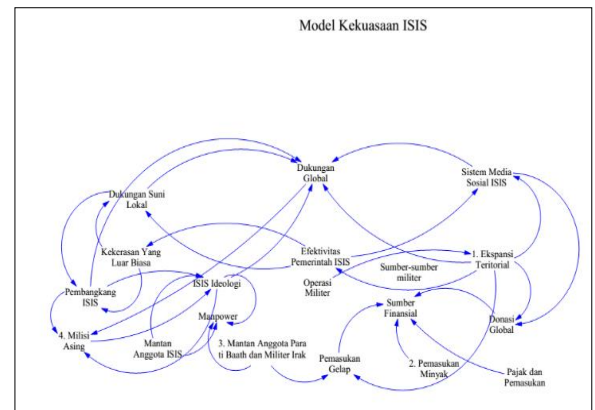 Model Kekuasaan ISIS
Dukungan
Global
Sistem Media
Sosial ISIS
Dukungan Suni
Lokal
Kekerasan Yang
Luar Biasa
Efektivitas
Pemerintah ISIS
1. Ekspansi
Teritorial
Sumber-sumber
militer
Operasi
Militer
Pembangkang
ISIS
ISIS Ideologi
Sumber
Finansial
Donasi
Global
Manpower
4. Milisi
Asing
Mantan
Anggota ISIS
3. Mantan Anggota Para
ti Baath dan Militer Irak
Pemasukan
Gelap
2. Pemasukan
Minyak
Pajak dan
Pemasukan